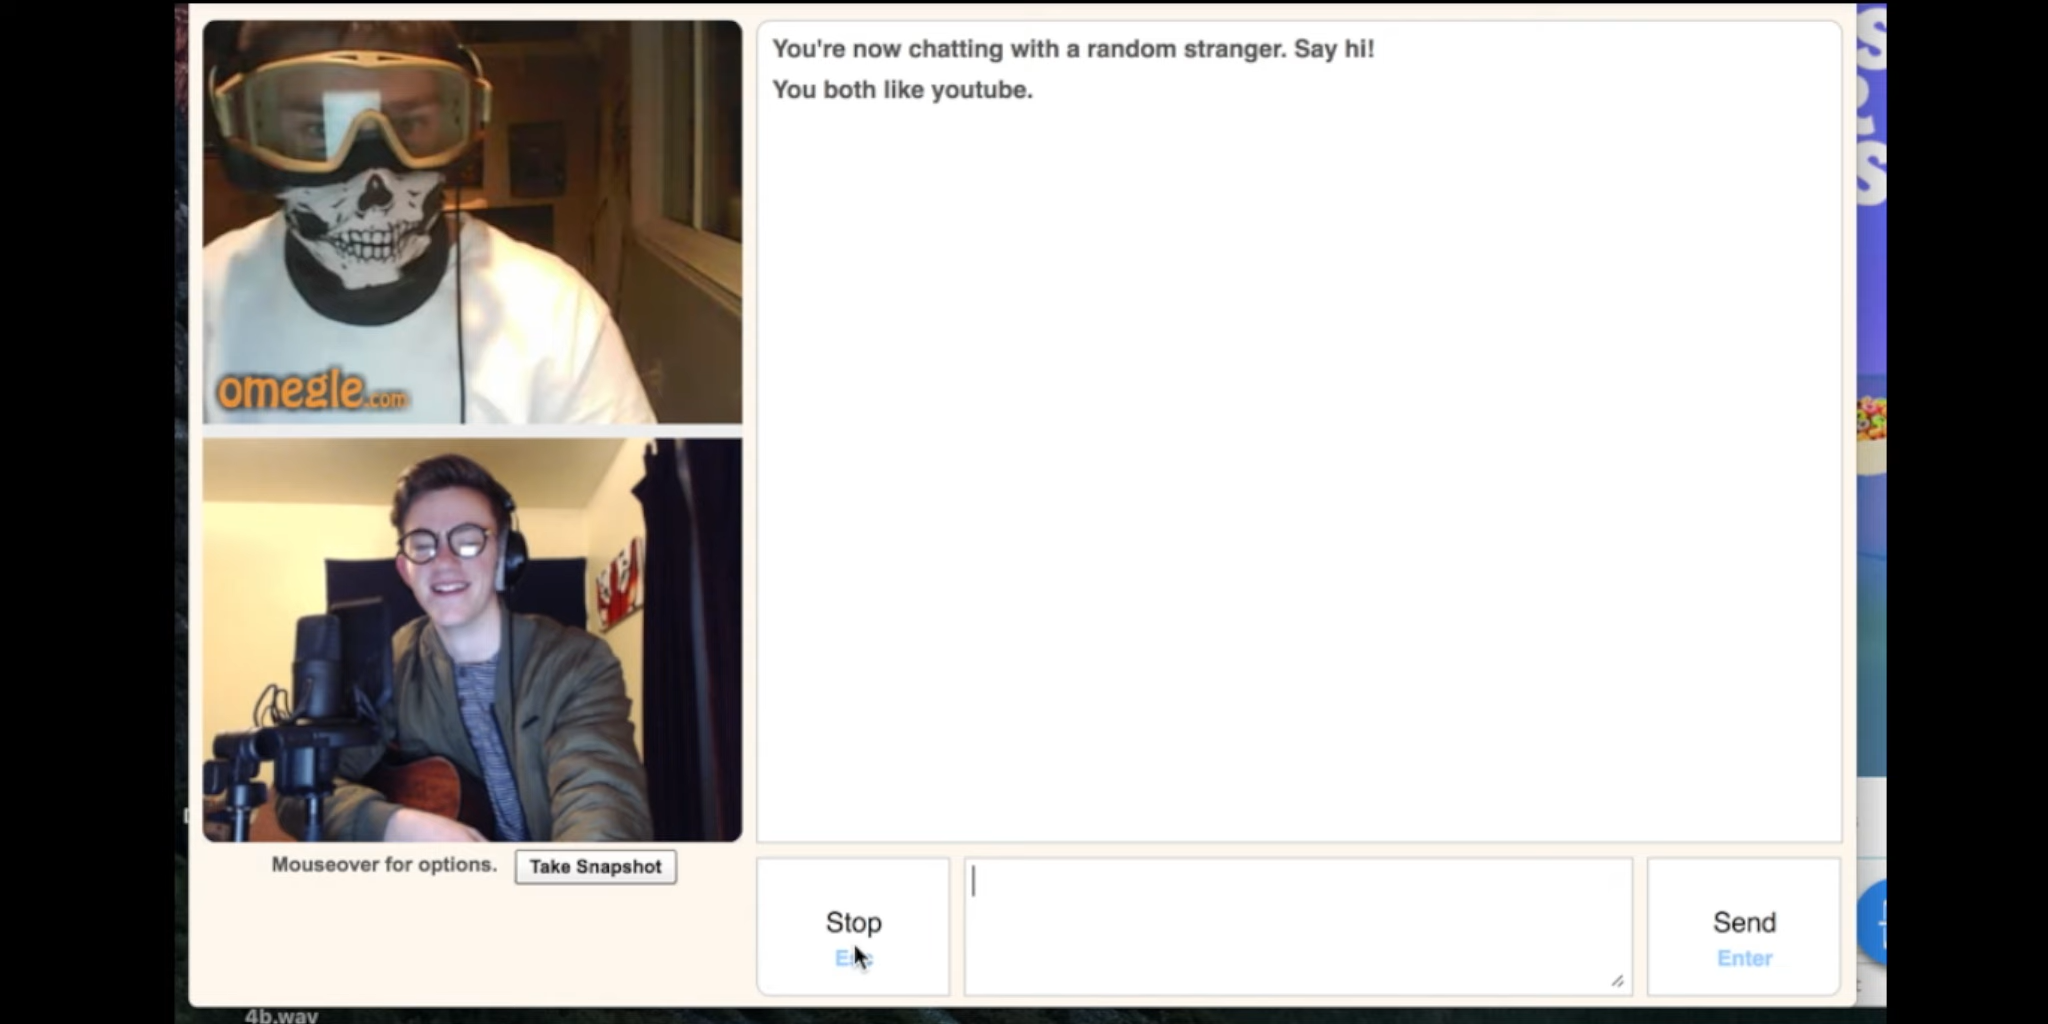 You're now chatting with a random stranger. Say hi!
You both like youtube.
omegle.com
Mouseover for options.
Take Snapshot
Stop
Esc
Send
Enter
4b.wav